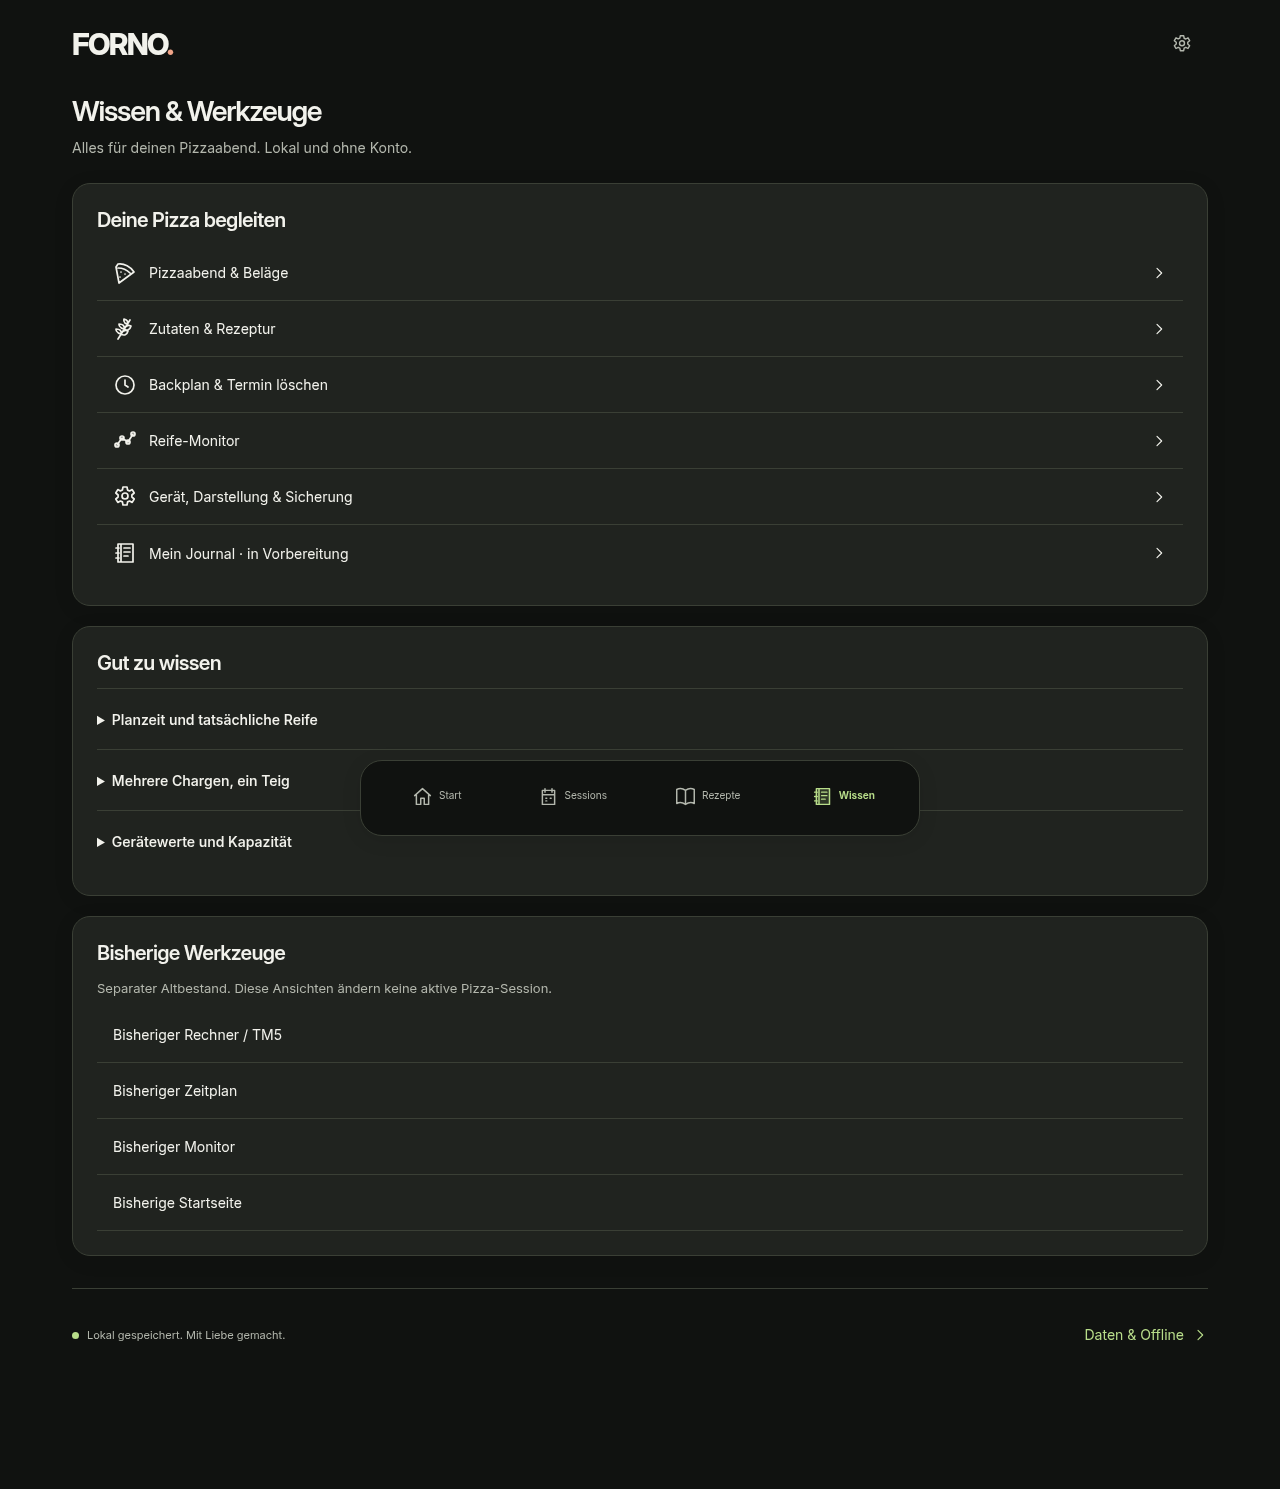 FORNO.
Wissen & Werkzeuge
Alles für deinen Pizzaabend. Lokal und ohne Konto.
Deine Pizza begleiten
Pizzaabend & Beläge
Zutaten & Rezeptur
Backplan & Termin löschen
Reife-Monitor
Gerät, Darstellung & Sicherung
Mein Journal · in Vorbereitung
Gut zu wissen
Planzeit und tatsächliche Reife
Mehrere Chargen, ein Teig
Start Sessions Rezepte Wissen
Gerätewerte und Kapazität
Bisherige Werkzeuge
Separater Altbestand. Diese Ansichten ändern keine aktive Pizza-Session.
Bisheriger Rechner / TM5
Bisheriger Zeitplan
Bisheriger Monitor
Bisherige Startseite
Lokal gespeichert. Mit Liebe gemacht.
Daten & Offline